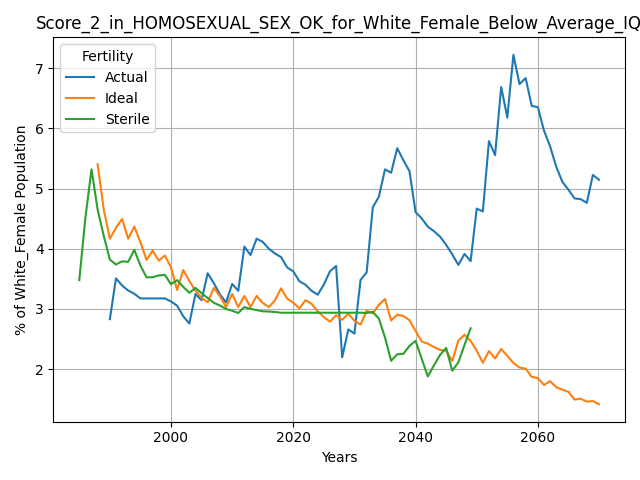 Score_2_in_HOMOSEXUAL_SEX_OK_for_White_Female_Below_Average_IQ
Fertility
Actual
Ideal
Sterile
% of White_Female Population
7
6
5
4
3
2
2000 2020 2040 2060
Years